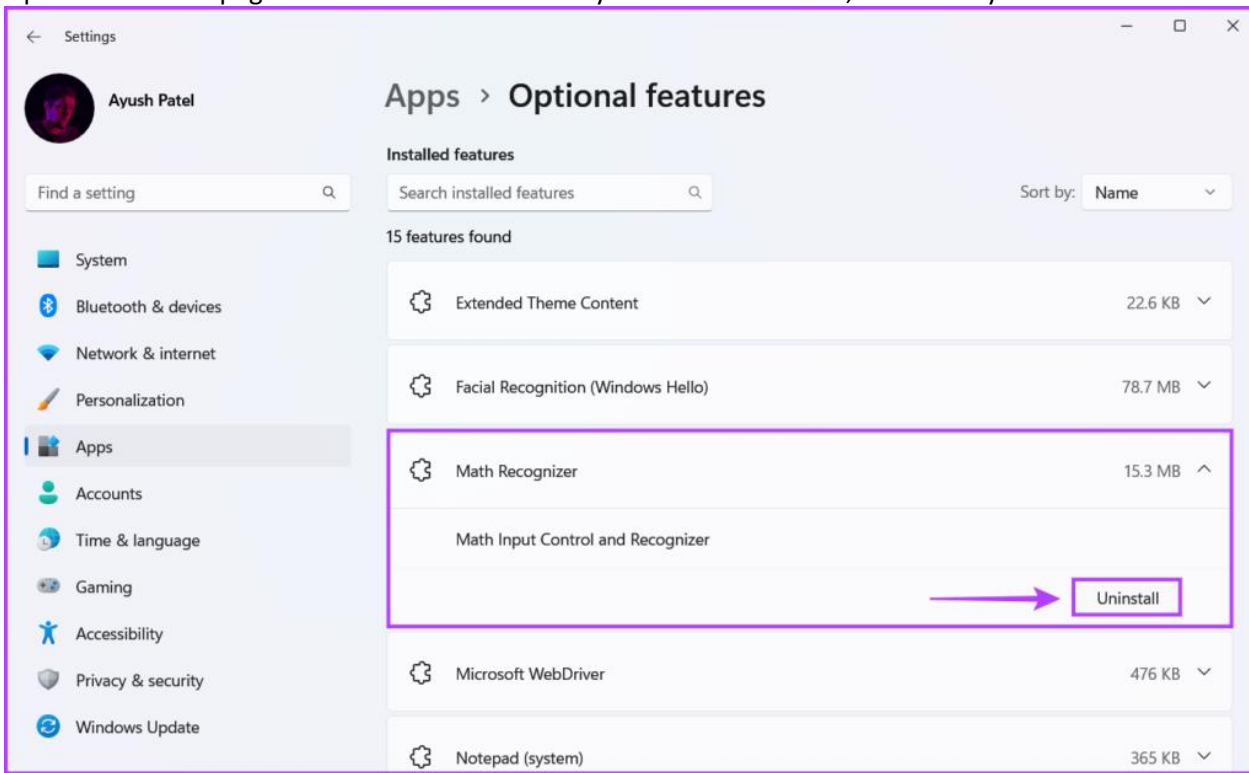 Settings
Ayush Patel
Apps > Optional features
Installed features
Find a setting
Search installed features
Sort by: Name
15 features found
System
Bluetooth & devices
Network & internet
Personalization
Apps
Accounts
Time & language
Gaming
Accessibility
Privacy & security
Windows Update
Extended Theme Content 22.6 KB
Facial Recognition (Windows Hello) 78.7 MB
Math Recognizer 15.3 MB
Math Input Control and Recognizer
Uninstall
Microsoft WebDriver 476 KB
Notepad (system) 365 KB